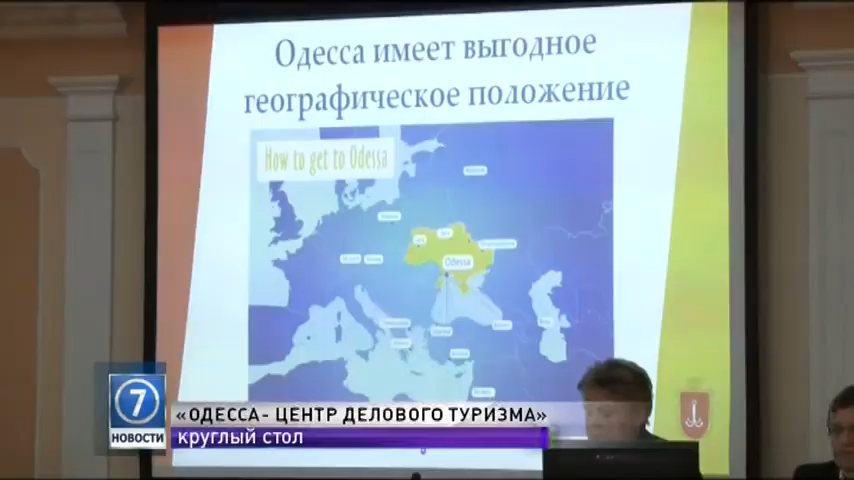 Одесса имеет выгодное
географическое положение
How to get to Odessa
Odessa
7
НОВОСТИ
«ОДЕССА- ЦЕНТР ДЕЛОВОГО ТУРИЗМА»
КРУГЛЫЙ СТОЛ